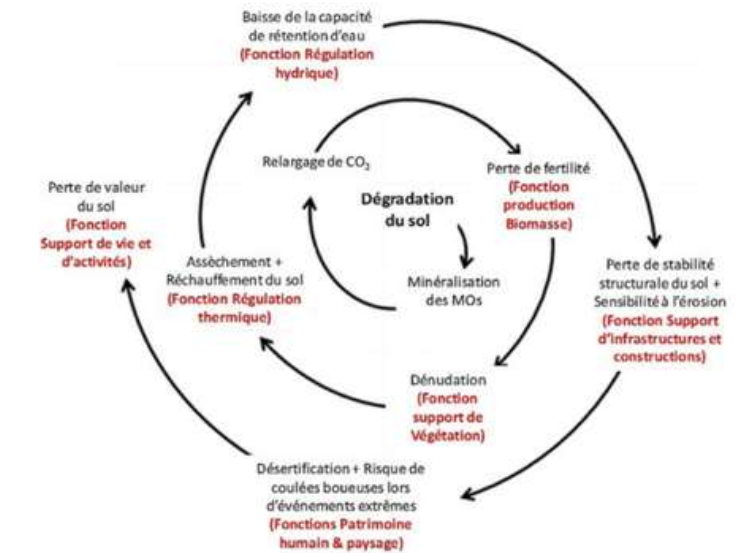 Baisse de la capacité
de rétention d'eau
(Fonction Régulation
hydrique)
Relargage de CO₂
Perte de fertilité
(Fonction
production
Biomasse)
Dégradation
du sol
Perte de valeur
du sol
(Fonction
Support de vie et
d'activités)
Assèchement +
Réchauffement du sol
(Fonction Régulation
thermique)
Minéralisation
des MOs
Perte de stabilité
structurale du sol +
Sensibilité à l'érosion
(Fonction Support
d'infrastructures et
constructions)
Dénudation
(Fonction
support de
Végétation)
Désertification + Risque de
coulées boueuses lors
d'événements extrêmes
(Fonctions Patrimoine
humain & paysage)